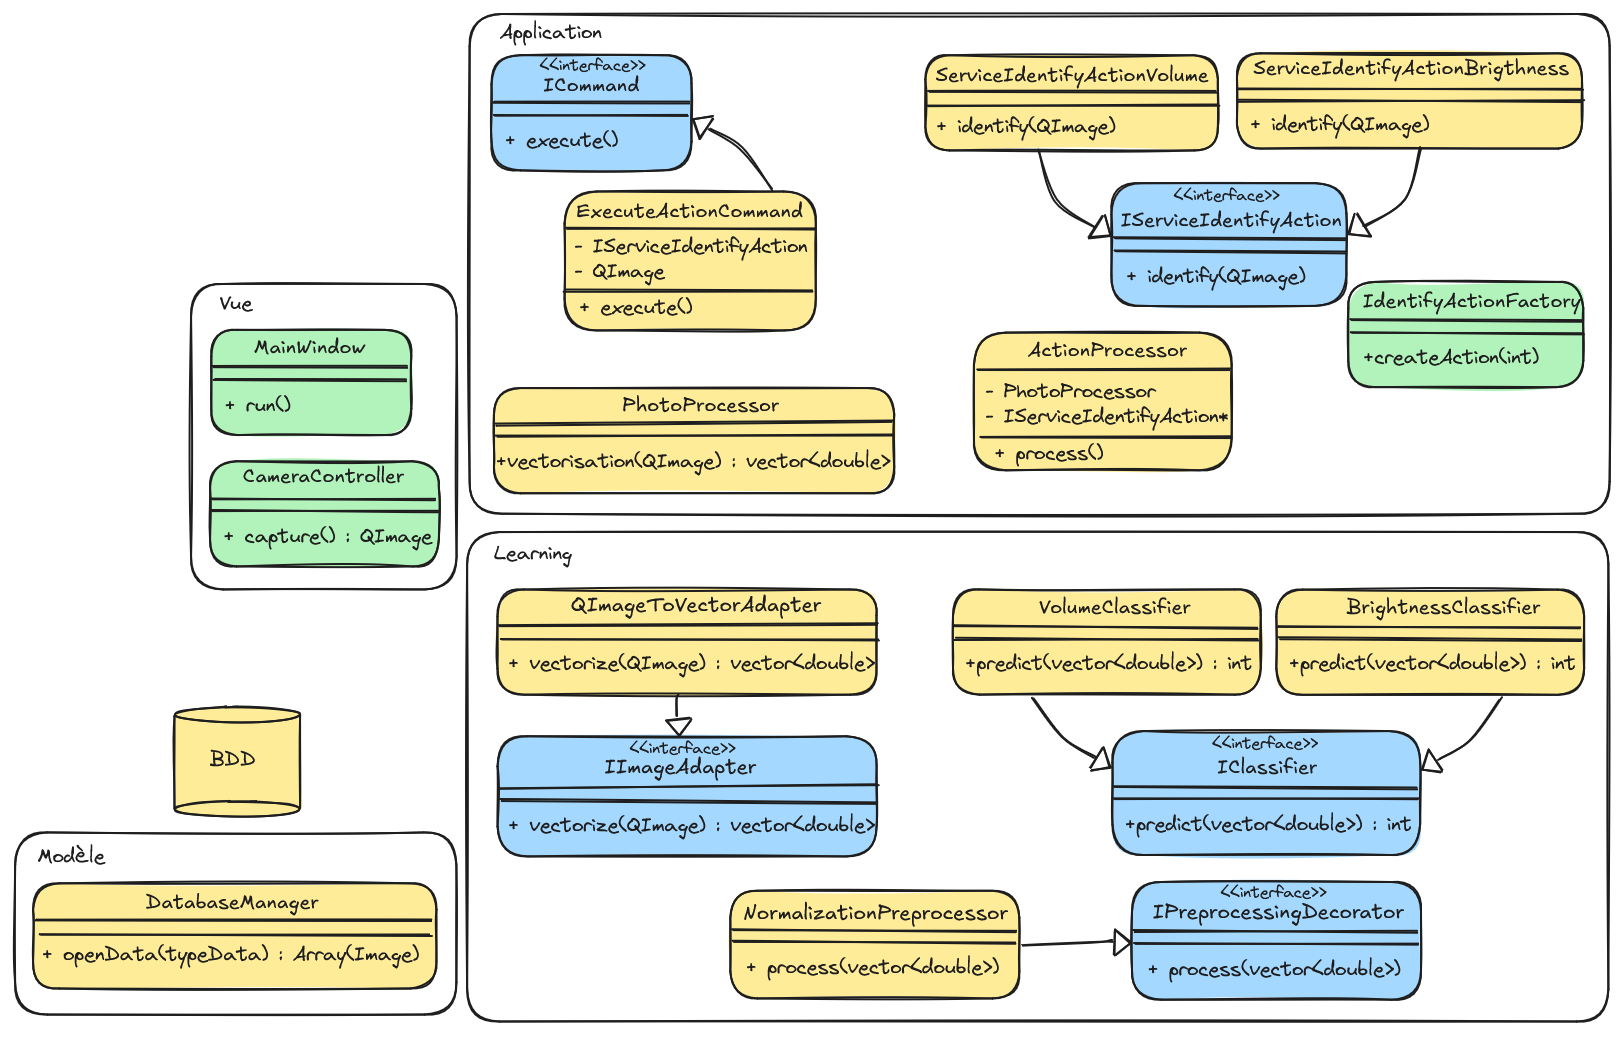 Application
<<interface>>
ICommand
+ execute()
ExecuteActionCommand
- IServiceIdentifyAction
- QImage
+ execute()
ServiceIdentifyActionVolume
+ identify(QImage)
ServiceIdentifyActionBrigthness
+ identify(QImage)
<<interface>>
IServiceIdentifyAction
+ identify(QImage)
IdentifyActionFactory
+createAction(int)
ActionProcessor
- PhotoProcessor
- IServiceIdentifyAction*
+ process()
PhotoProcessor
+vectorisation(QImage) : vector<double>
Vue
MainWindow
+ run()
CameraController
+ capture() : QImage
Learning
QImageToVectorAdapter
+ vectorize(QImage) : vector<double>
<<interface>>
IImageAdapter
+ vectorize(QImage) : vector<double>
VolumeClassifier
+predict(vector<double>) : int
BrightnessClassifier
+predict(vector<double>) : int
<<interface>>
IClassifier
+predict(vector<double>) : int
NormalizationPreprocessor
+ process(vector<double>)
<<interface>>
IPreprocessingDecorator
+ process(vector<double>)
BDD
Modèle
DatabaseManager
+ openData(typeData) : Array(Image)